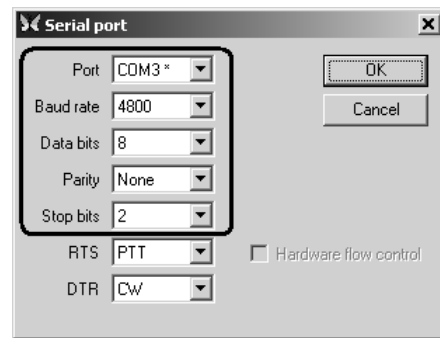 Serial port
Port COM3 * OK
Baud rate 4800 Cancel
Data bits 8
Parity None
Stop bits 2
RTS PTT Hardware flow control
DTR CW